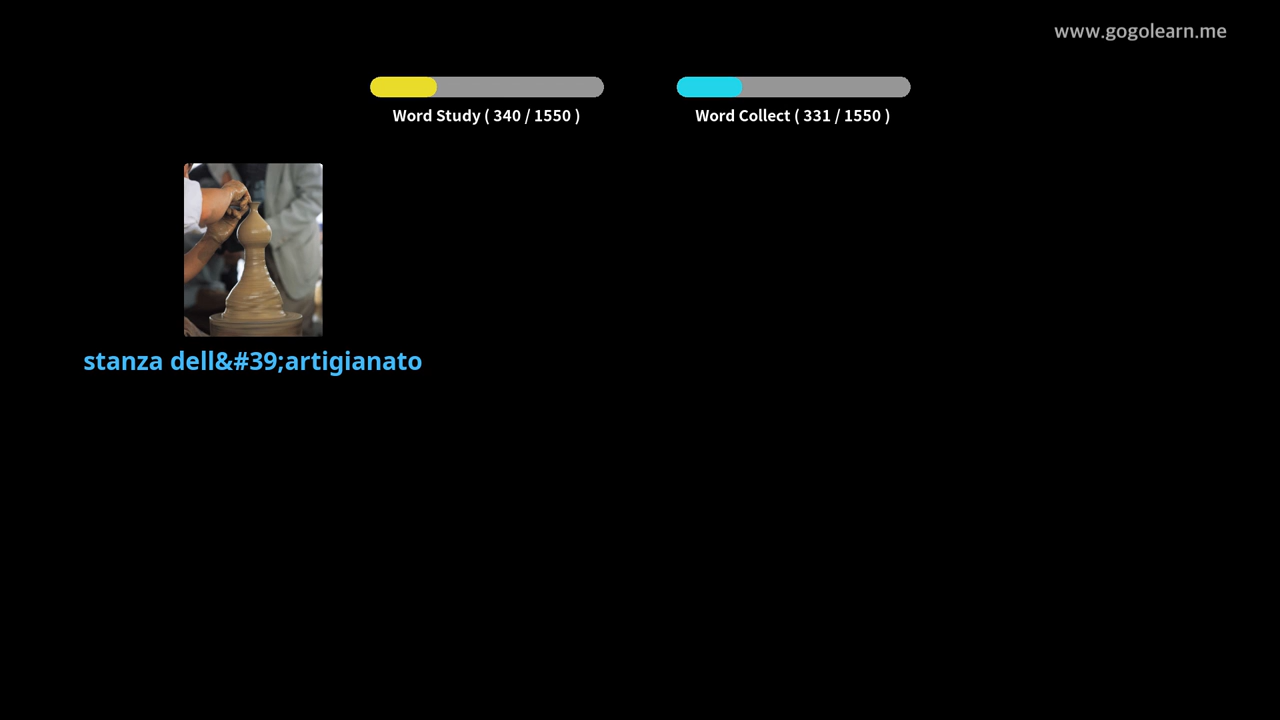 www.gogolearn.me
Word Study ( 340 / 1550 )
Word Collect ( 331 / 1550 )
stanza dell&#39;artigianato